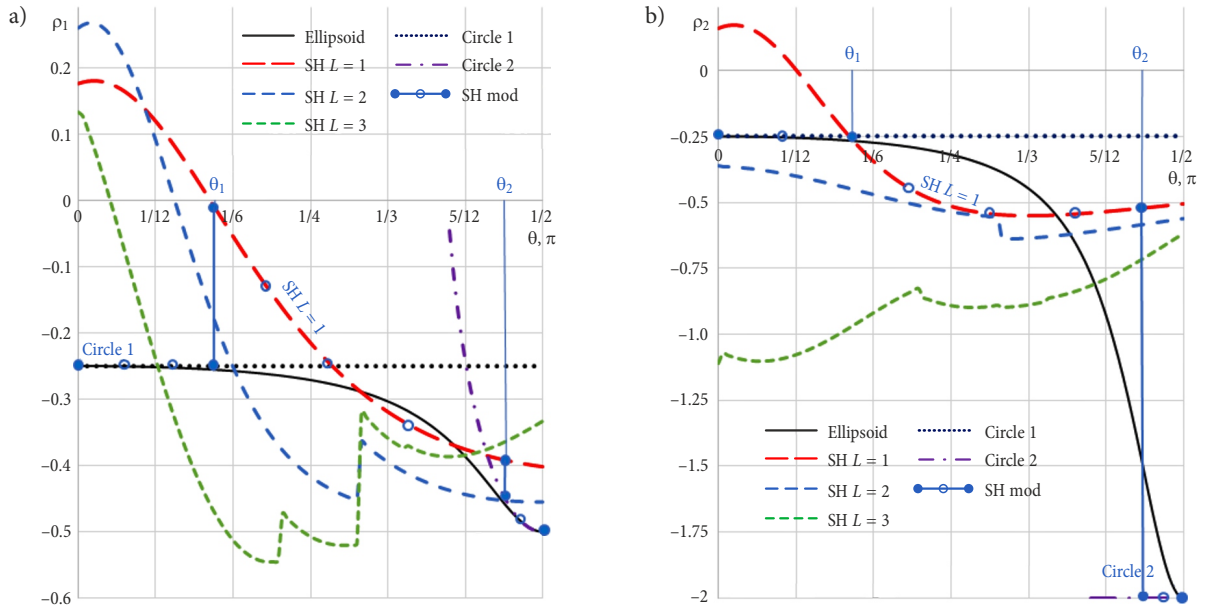 a)
ρ1
0.2
0.1
0
−0.1
−0.2
−0.3
−0.4
−0.5
−0.6
Ellipsoid
SH L = 1
SH L = 2
SH L = 3
Circle 1
Circle 2
SH mod
θ1
θ2
0 1/12 1/6 1/4 1/3 5/12 1/2
θ, π
SH L = 1
Circle 1
b)
ρ2
0
−0.25
−0.5
−0.75
−1.0
−1.25
−1.5
−1.75
−2
θ1
θ2
0 1/12 1/6 1/4 1/3 5/12 1/2
θ, π
SH L = 1
Ellipsoid
SH L = 1
SH L = 2
SH L = 3
Circle 1
Circle 2
SH mod
Circle 2